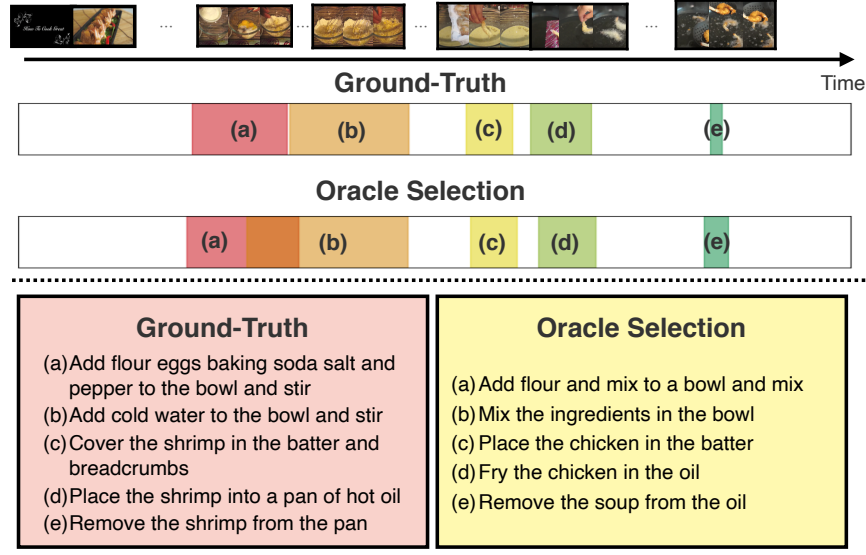 How To Cook Great
... ... ... ...
Time
Ground-Truth
(a) (b) (c) (d) (e)
Oracle Selection
(a) (b) (c) (d) (e)
Ground-Truth
(a) Add flour eggs baking soda salt and
pepper to the bowl and stir
(b) Add cold water to the bowl and stir
(c) Cover the shrimp in the batter and
breadcrumbs
(d) Place the shrimp into a pan of hot oil
(e) Remove the shrimp from the pan
Oracle Selection
(a) Add flour and mix to a bowl and mix
(b) Mix the ingredients in the bowl
(c) Place the chicken in the batter
(d) Fry the chicken in the oil
(e) Remove the soup from the oil